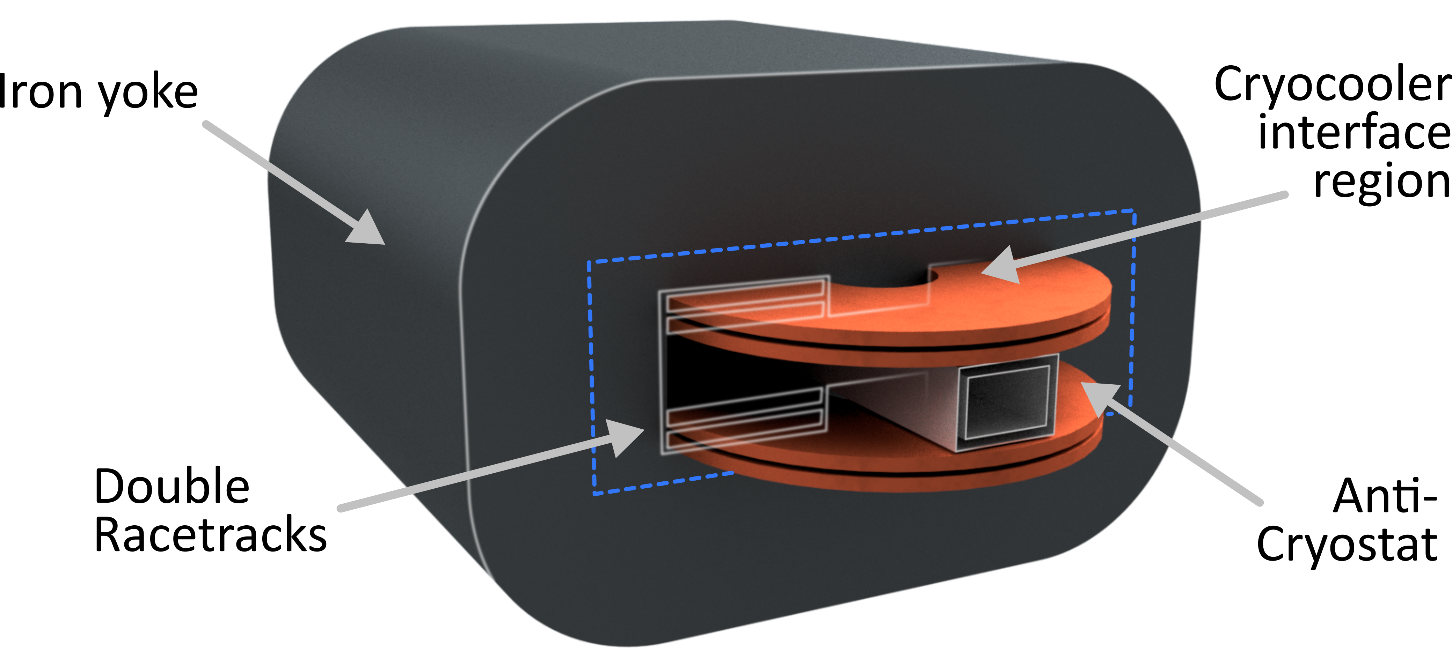 Iron yoke
Cryocooler
interface
region
Double
Racetracks
Anti-
Cryostat